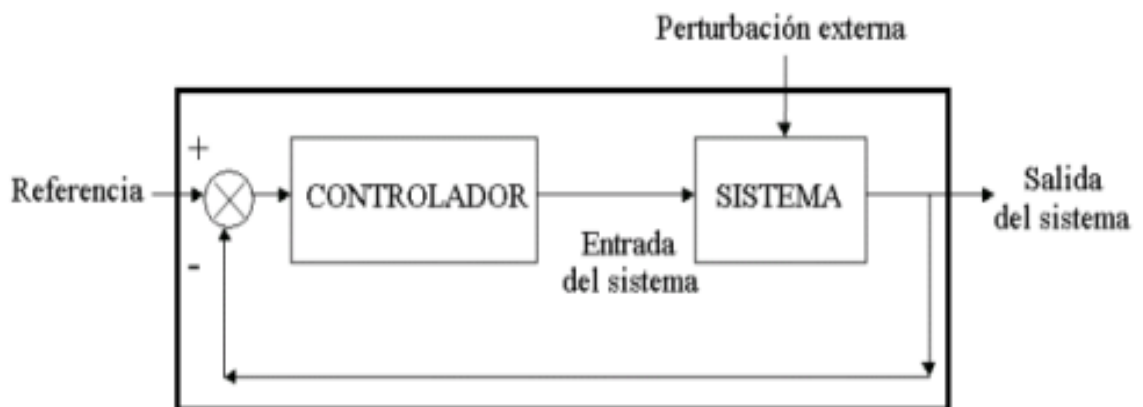 Perturbación externa
+
Referencia
CONTROLADOR
SISTEMA
Salida
del sistema
-
Entrada
del sistema